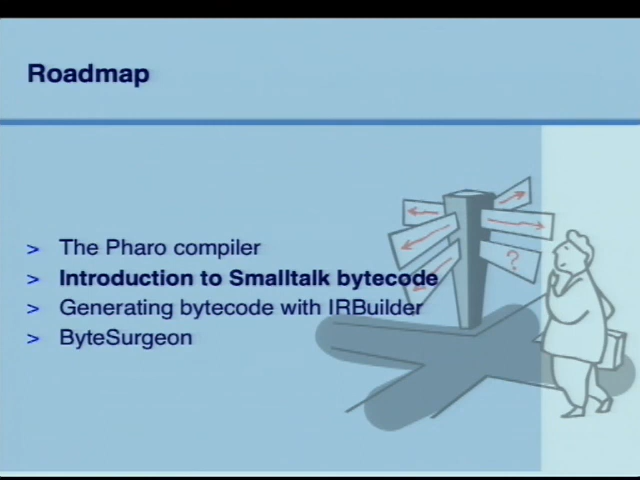 Roadmap
> The Pharo compiler
> Introduction to Smalltalk bytecode
> Generating bytecode with IRBuilder
> ByteSurgeon
?